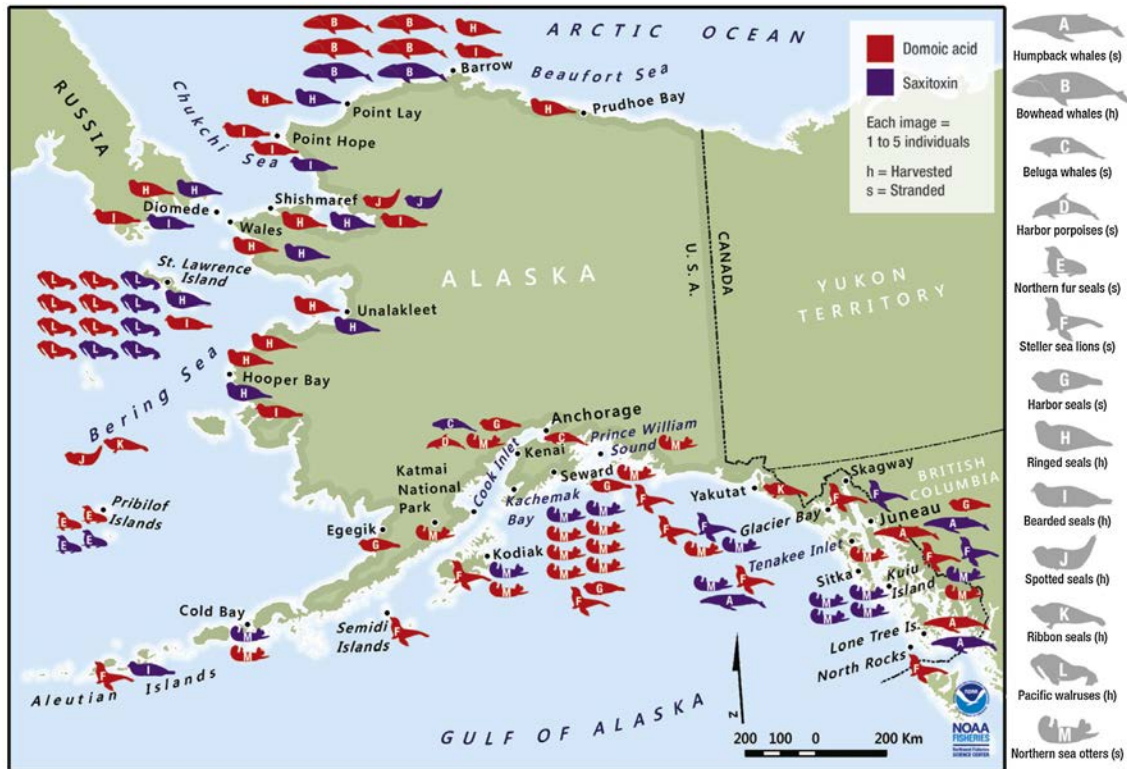 ARCTIC OCEAN
Beaufort Sea
Chukchi Sea
RUSSIA
Barrow
Point Lay
Prudhoe Bay
Point Hope
Shishmaref
Diomede
Wales
St. Lawrence
Island
Unalakleet
ALASKA
U.S.A.
CANADA
YUKON
TERRITORY
Bering Sea
Hooper Bay
Anchorage
Kenai
Prince William
Sound
Cook Inlet
Seward
Katmai
National
Park
Kachemak
Bay
Pribilof
Islands
Egegik
Kodiak
Yakutat
Skagway
BRITISH
COLUMBIA
Glacier Bay
Juneau
Tenakee Inlet
Sitka
Kuiu
Island
Cold Bay
Semidi
Islands
Lone Tree Is.
North Rocks
Aleutian Islands
GULF OF ALASKA
Z
200 100 0 200 Km
NOAA
NOAA
FISHERIES
Domoic acid
Saxitoxin
Each image =
1 to 5 individuals
h = Harvested
s = Stranded
A
Humpback whales (s)
B
Bowhead whales (h)
C
Beluga whales (s)
D
Harbor porpoises (s)
E
Northern fur seals (s)
F
Steller sea lions (s)
G
Harbor seals (s)
H
Ringed seals (h)
I
Bearded seals (h)
J
Spotted seals (h)
K
Ribbon seals (h)
L
Pacific walruses (h)
M
Northern sea otters (s)